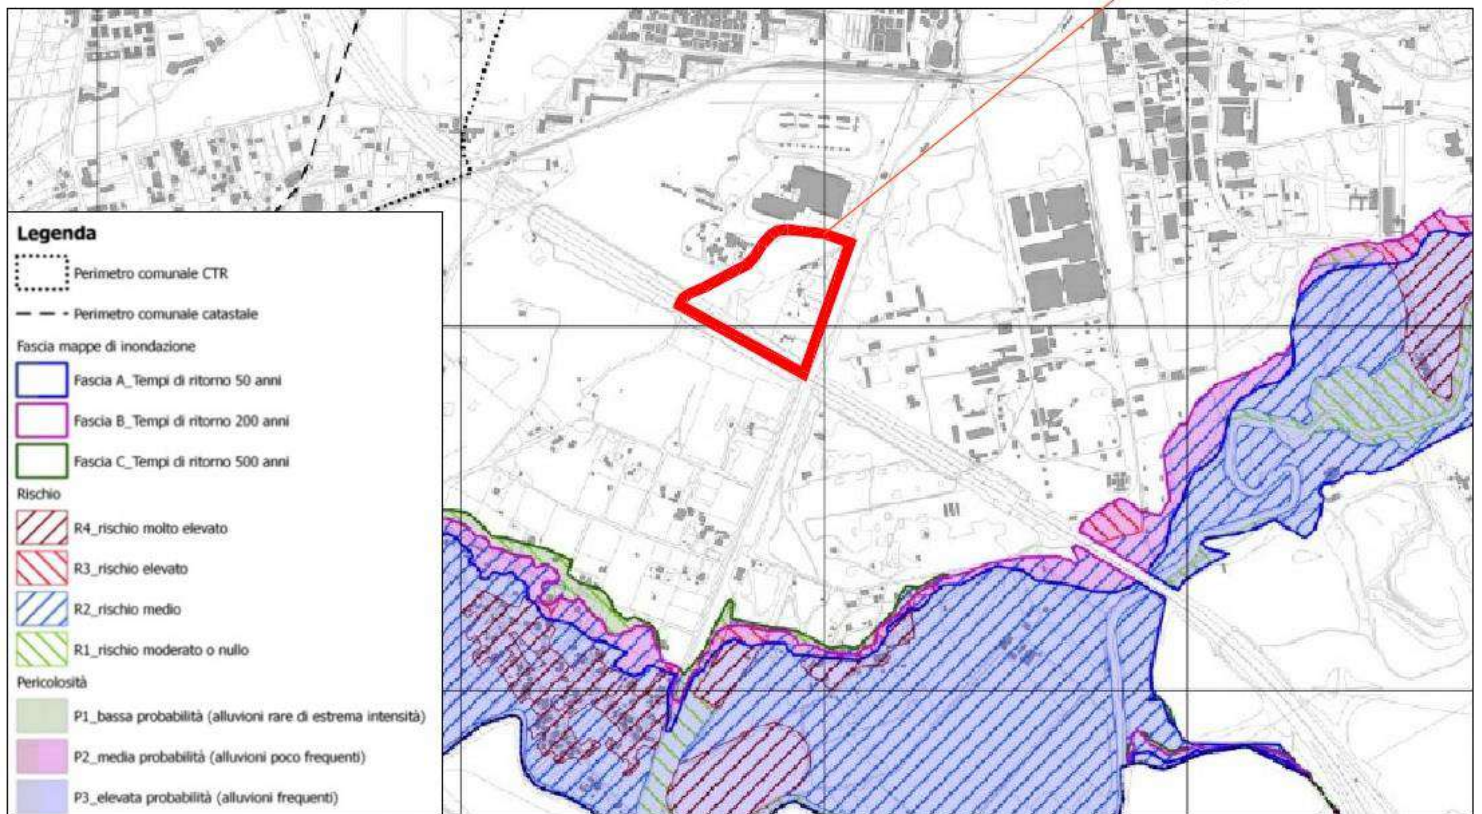 Legenda
Perimetro comunale CTR
Perimetro comunale catastale
Fascia mappe di inondazione
Fascia A_Tempi di ritorno 50 anni
Fascia B_Tempi di ritorno 200 anni
Fascia C_Tempi di ritorno 500 anni
Rischio
R4_rischio molto elevato
R3_rischio elevato
R2_rischio medio
R1_rischio moderato o nullo
Pericolosità
P1_bassa probabilità (alluvioni rare di estrema intensità)
P2_media probabilità (alluvioni poco frequenti)
P3_elevata probabilità (alluvioni frequenti)